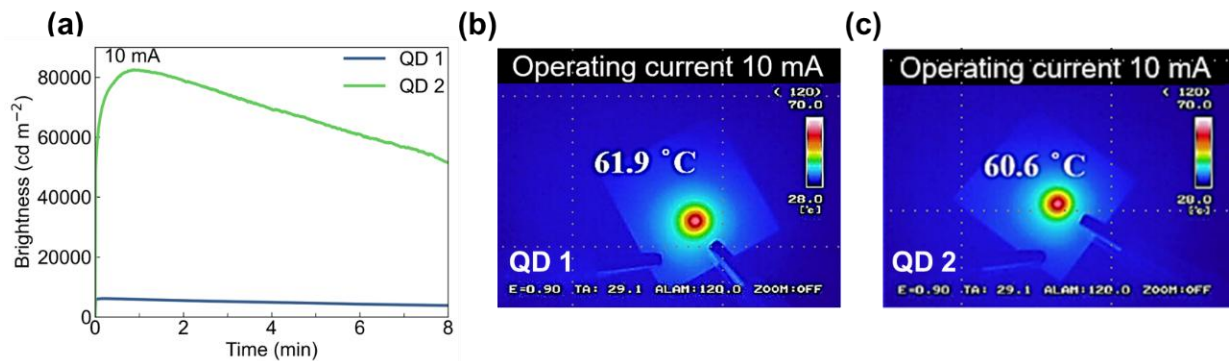 (a)
10 mA
QD 1
QD 2
80000
60000
40000
20000
0
Brightness (cd m⁻²)
0 2 4 6 8
Time (min)
(b)
Operating current 10 mA
( 120)
70.0
61.9 °C
28.0
[°c]
QD 1
E=0.90 TA: 29.1 ALAM:120.0 ZOOM:OFF
(c)
Operating current 10 mA
( 120)
70.0
60.6 °C
28.0
[°c]
QD 2
E=0.90 TA: 29.1 ALAM:120.0 ZOOM:OFF